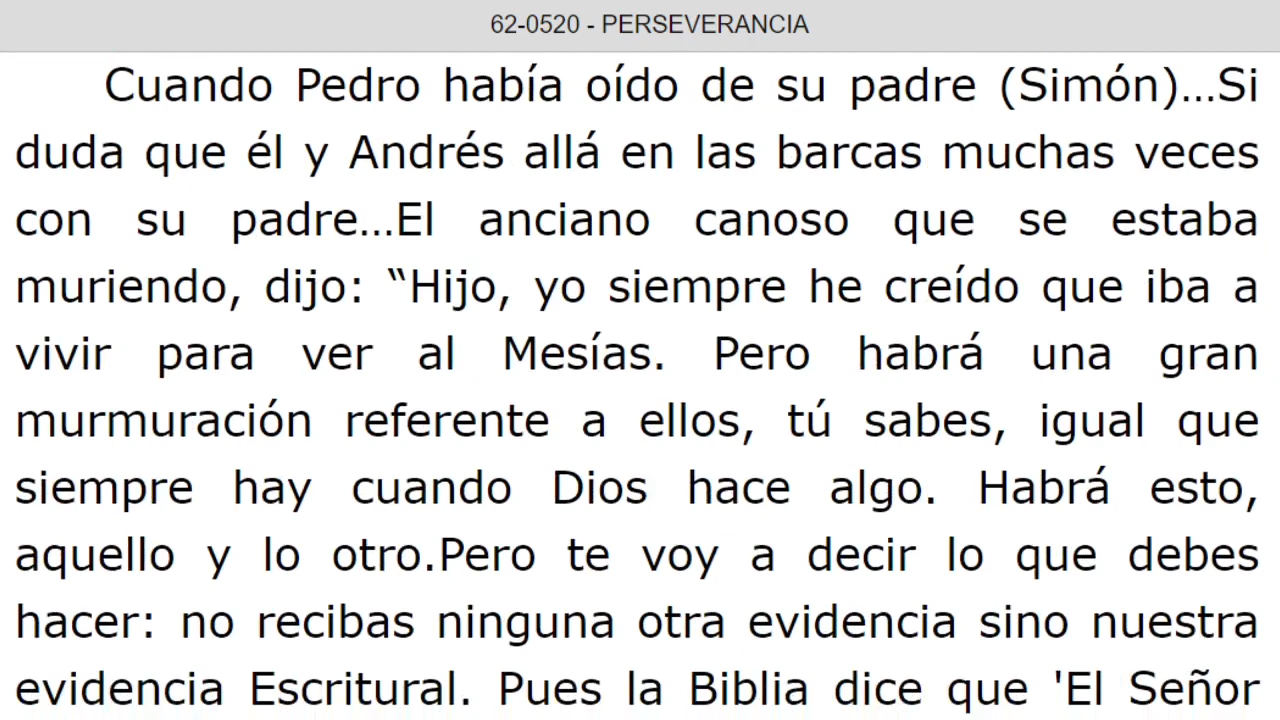 62-0520 - PERSEVERANCIA
Cuando Pedro había oído de su padre (Simón)...Si
duda que él y Andrés allá en las barcas muchas veces
con su padre...El anciano canoso que se estaba
muriendo, dijo: “Hijo, yo siempre he creído que iba a
vivir para ver al Mesías. Pero habrá una gran
murmuración referente a ellos, tú sabes, igual que
siempre hay cuando Dios hace algo. Habrá esto,
aquello y lo otro.Pero te voy a decir lo que debes
hacer: no recibas ninguna otra evidencia sino nuestra
evidencia Escritural. Pues la Biblia dice que 'El Señor